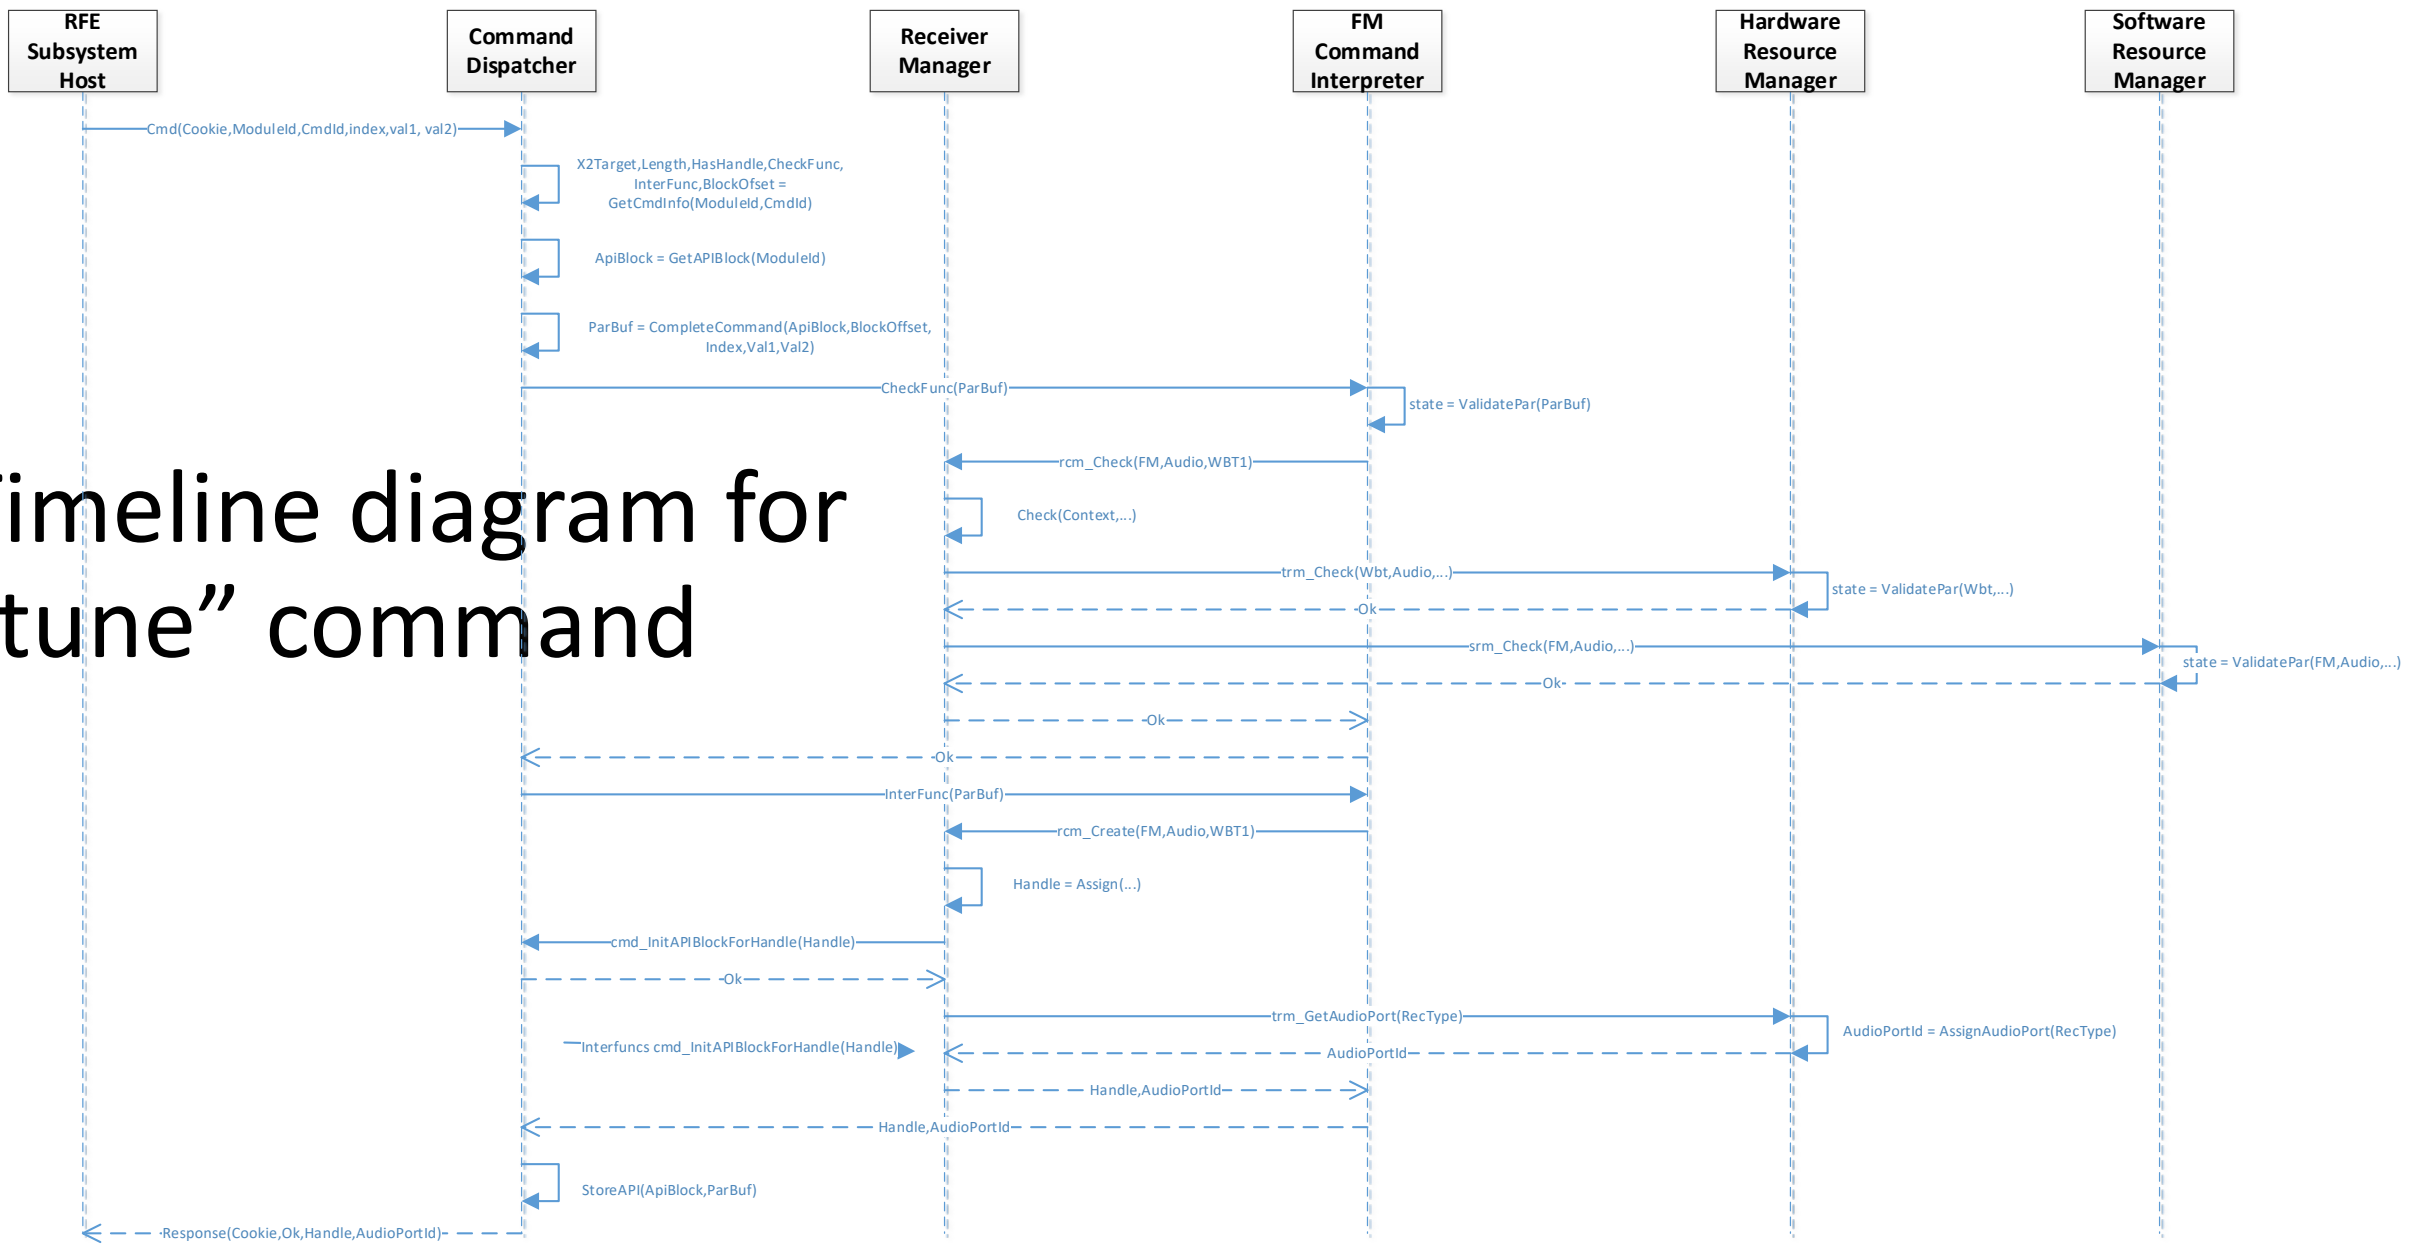 RFE
Subsystem
Host
Command
Dispatcher
Receiver
Manager
FM
Command
Interpreter
Hardware
Resource
Manager
Software
Resource
Manager
Cmd(Cookie,ModuleId,CmdId,index,val1, val2)
X2Target,Length,HasHandle,CheckFunc,
InterFunc,BlockOfset =
GetCmdInfo(ModuleId,CmdId)
ApiBlock = GetAPIBlock(ModuleId)
ParBuf = CompleteCommand(ApiBlock,BlockOffset,
Index,Val1,Val2)
CheckFunc(ParBuf)
state = ValidatePar(ParBuf)
rcm_Check(FM,Audio,WBT1)
Timeline diagram for
tune” command
Check(Context,...)
trm_Check(Wbt,Audio,...)
state = ValidatePar(Wbt,...)
Ok
srm_Check(FM,Audio,...)
state = ValidatePar(FM,Audio,...)
Ok
Ok
Ok
InterFunc(ParBuf)
rcm_Create(FM,Audio,WBT1)
Handle = Assign(...)
cmd_InitAPIBlockForHandle(Handle)
Ok
trm_GetAudioPort(RecType)
AudioPortId = AssignAudioPort(RecType)
Interfuncs cmd_InitAPIBlockForHandle(Handle)
AudioPortId
Handle,AudioPortId
Handle,AudioPortId
StoreAPI(ApiBlock,ParBuf)
Response(Cookie,Ok,Handle,AudioPortId)